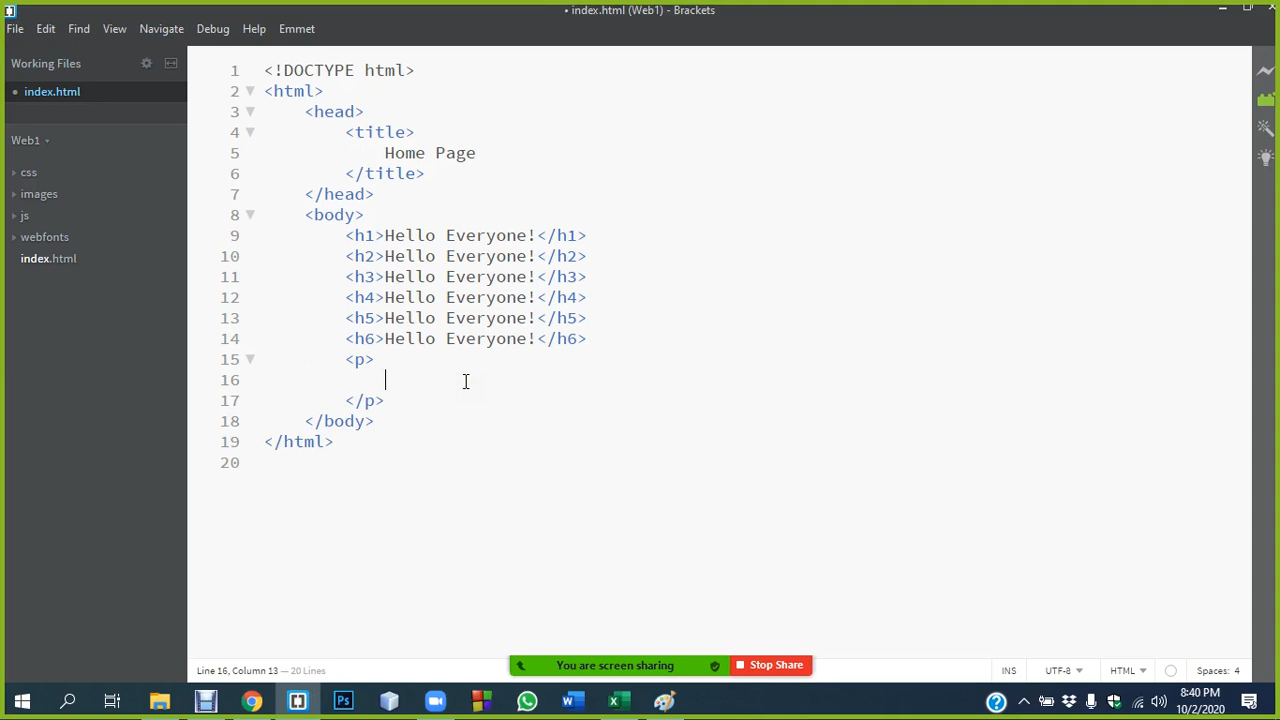 • index.html (Web1) - Brackets
File Edit Find View Navigate Debug Help Emmet
Working Files
• index.html
Web1
css
images
js
webfonts
index.html
1 <!DOCTYPE html>
2 <html>
3 <head>
4 <title>
5 Home Page
6 </title>
7 </head>
8 <body>
9 <h1>Hello Everyone!</h1>
10 <h2>Hello Everyone!</h2>
11 <h3>Hello Everyone!</h3>
12 <h4>Hello Everyone!</h4>
13 <h5>Hello Everyone!</h5>
14 <h6>Hello Everyone!</h6>
15 <p>
16
17 </p>
18 </body>
19 </html>
20
You are screen sharing Stop Share
Line 16, Column 13 — 20 Lines INS UTF-8 HTML Spaces: 4
8:40 PM
10/2/2020